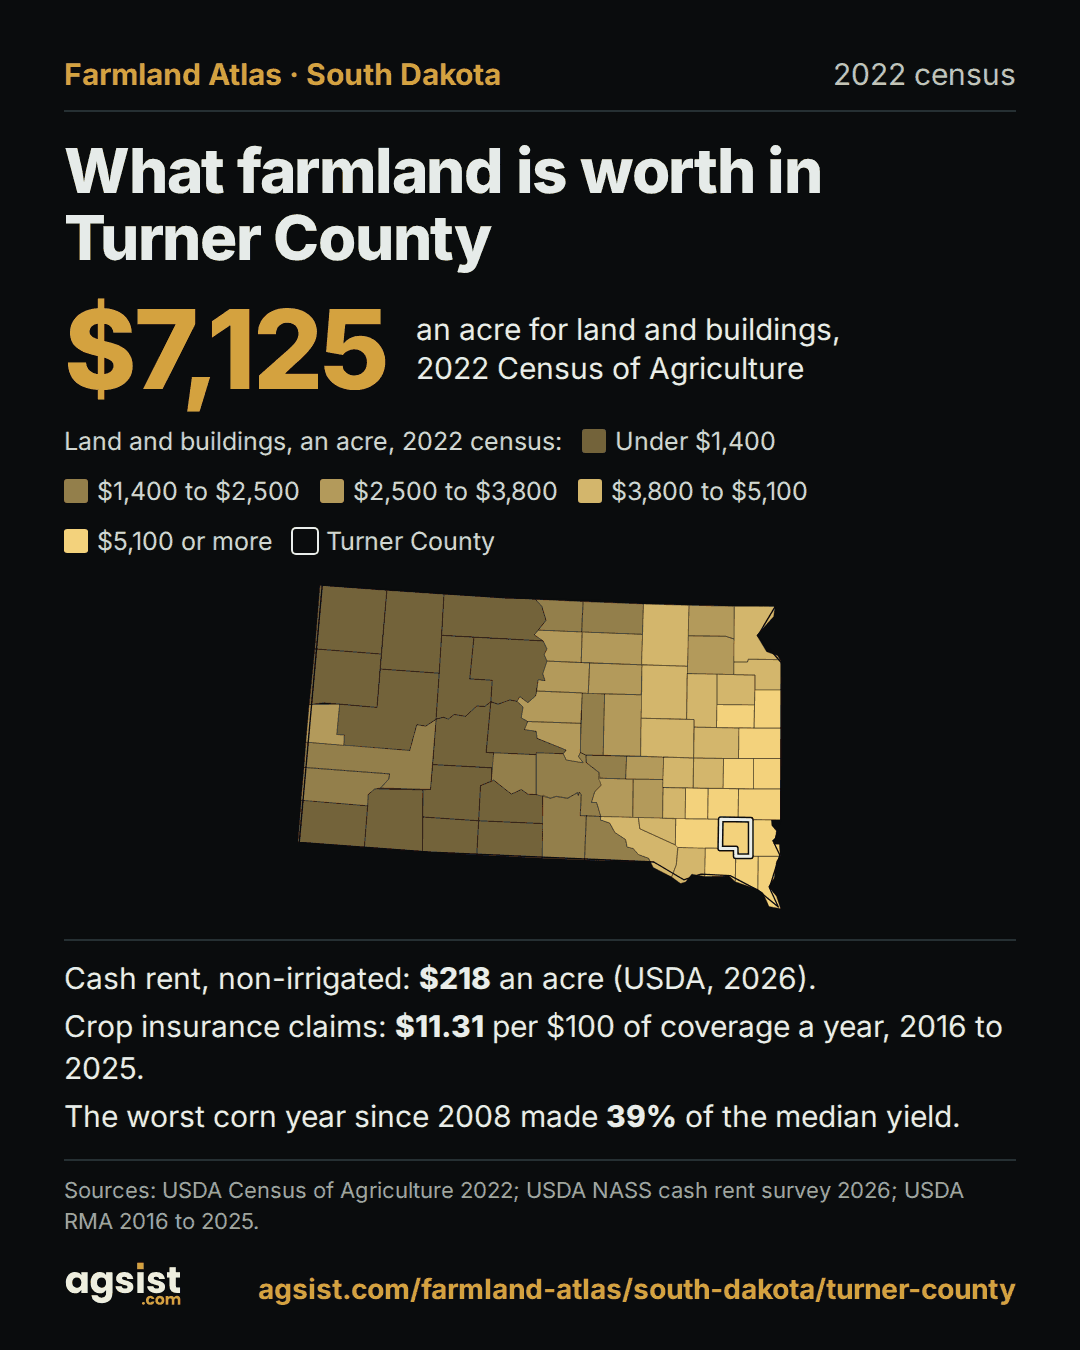 Farmland Atlas · South Dakota
2022 census
What farmland is worth in
Turner County
$7,125
an acre for land and buildings,
2022 Census of Agriculture
Land and buildings, an acre, 2022 census: Under $1,400
$1,400 to $2,500 $2,500 to $3,800 $3,800 to $5,100
$5,100 or more Turner County
Cash rent, non-irrigated: $218 an acre (USDA, 2026).
Crop insurance claims: $11.31 per $100 of coverage a year, 2016 to
2025.
The worst corn year since 2008 made 39% of the median yield.
Sources: USDA Census of Agriculture 2022; USDA NASS cash rent survey 2026; USDA
RMA 2016 to 2025.
agsist
.com
agsist.com/farmland-atlas/south-dakota/turner-county